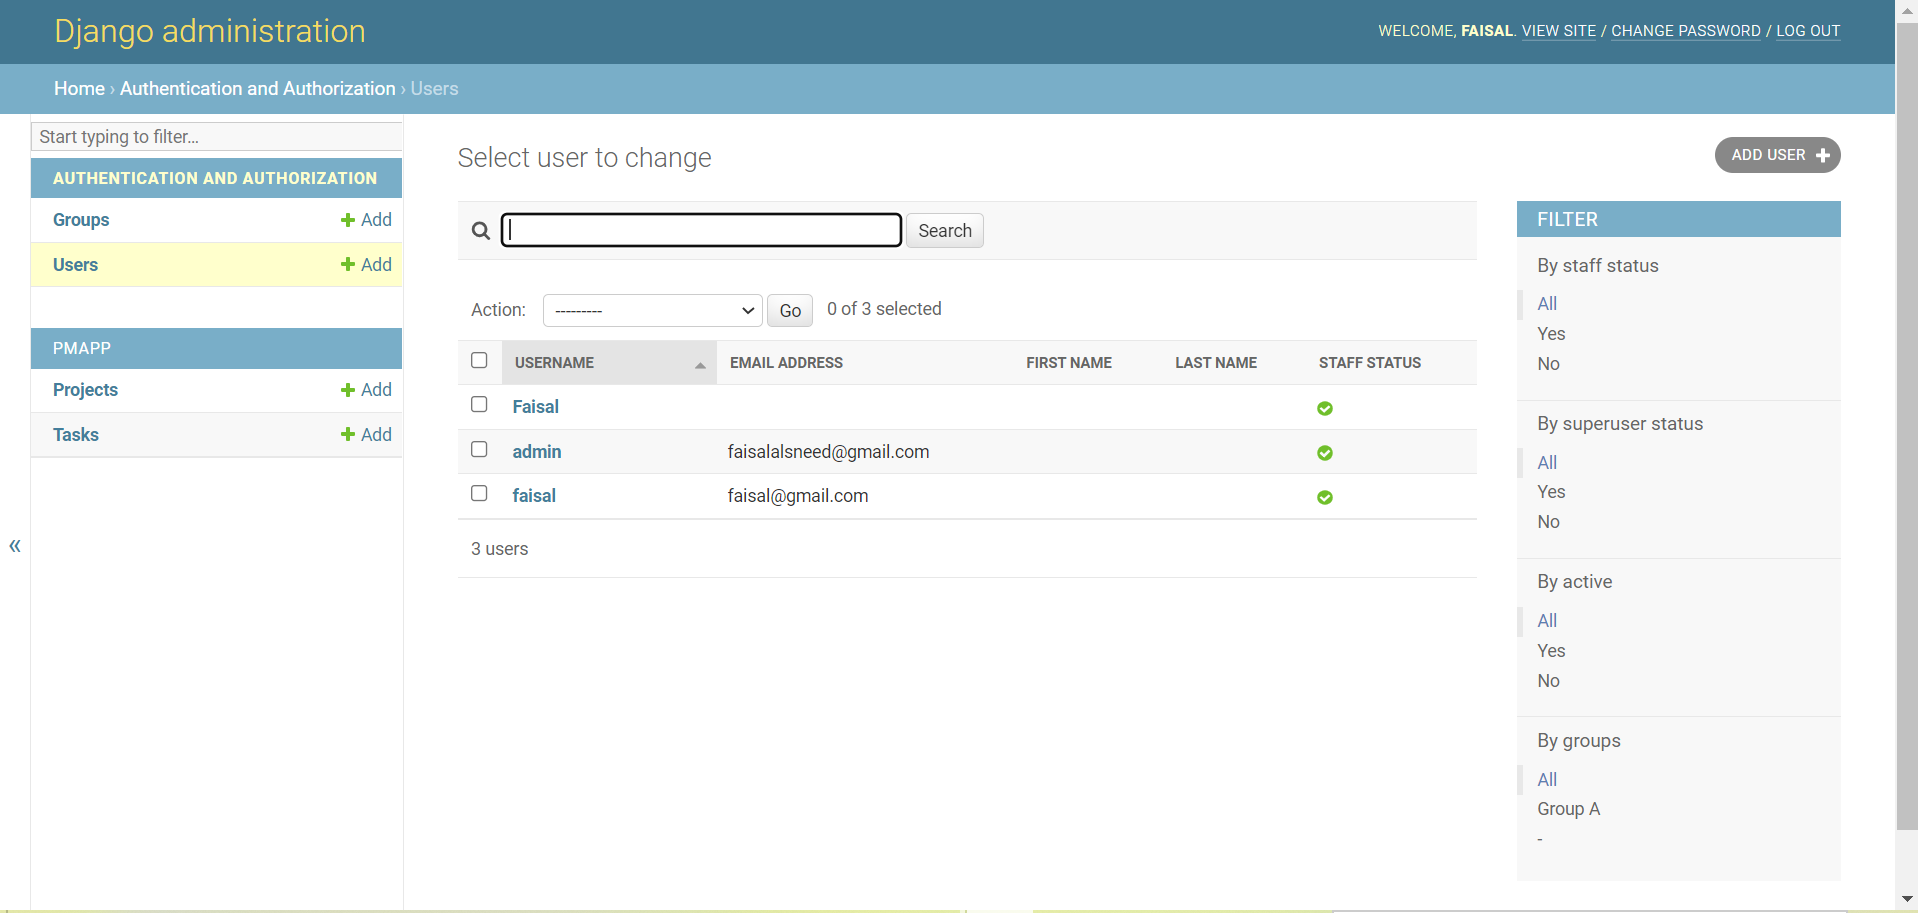 Django administration
WELCOME, FAISAL. VIEW SITE / CHANGE PASSWORD / LOG OUT
Home › Authentication and Authorization › Users
Start typing to filter...
AUTHENTICATION AND AUTHORIZATION
Groups + Add
Users + Add
PMAPP
Projects + Add
Tasks + Add
«
Select user to change
ADD USER +
Search
Action: --------- Go 0 of 3 selected
USERNAME EMAIL ADDRESS FIRST NAME LAST NAME STAFF STATUS
Faisal
admin faisalalsneed@gmail.com
faisal faisal@gmail.com
3 users
FILTER
By staff status
All
Yes
No
By superuser status
All
Yes
No
By active
All
Yes
No
By groups
All
Group A
-